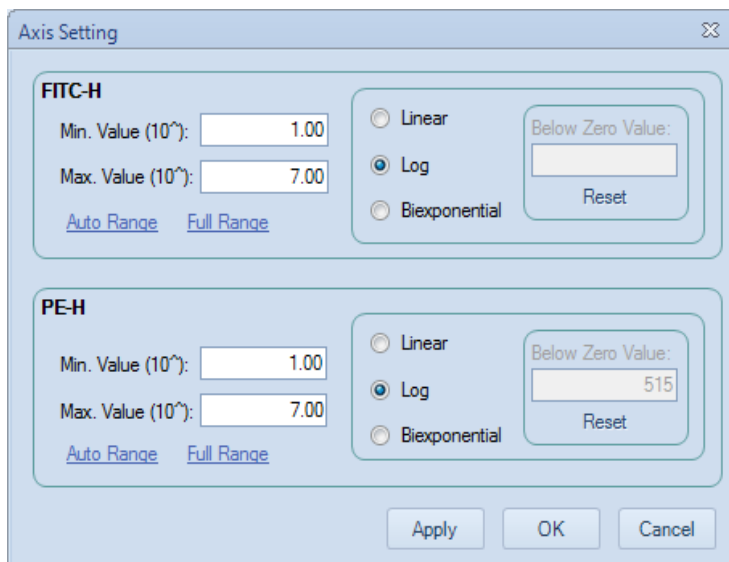 Axis Setting
FITC-H
Min. Value (10^):
1.00
Max. Value (10^):
7.00
Auto Range
Full Range
Linear
Log
Biexponential
Below Zero Value:
Reset
PE-H
Min. Value (10^):
1.00
Max. Value (10^):
7.00
Auto Range
Full Range
Linear
Log
Biexponential
Below Zero Value:
515
Reset
Apply
OK
Cancel